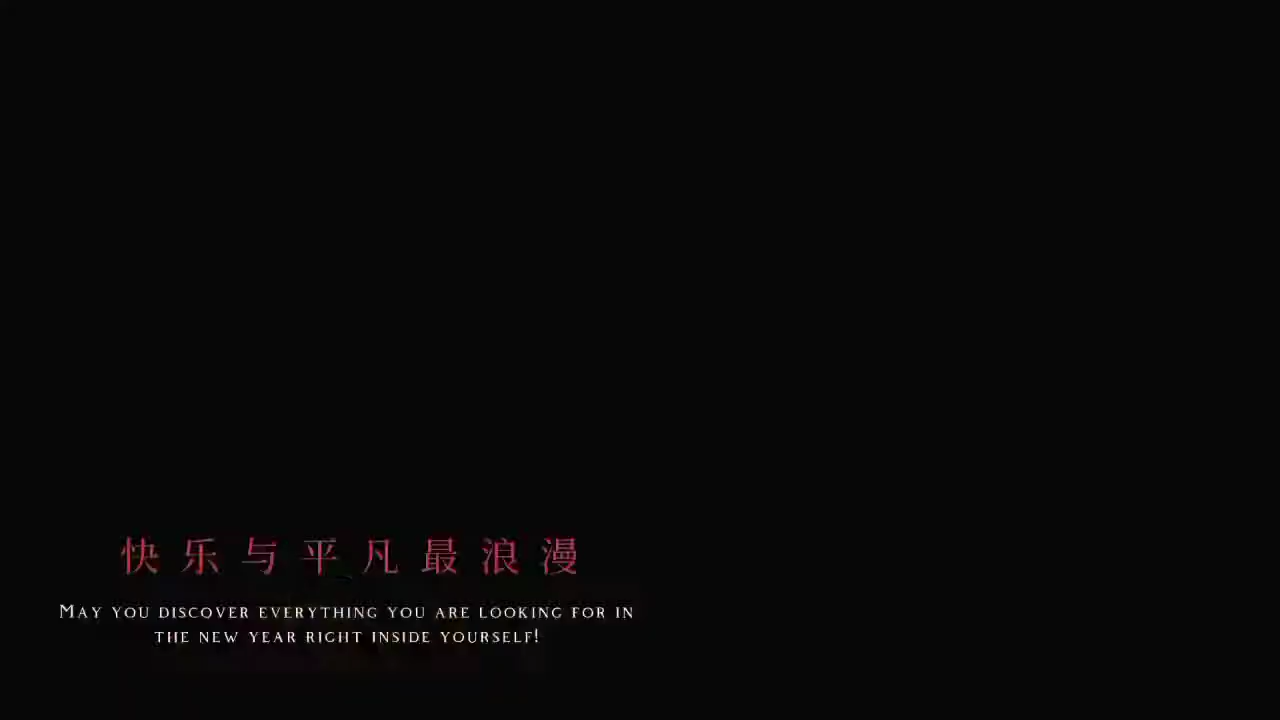 快乐与平凡最浪漫
May you discover everything you are looking for in
the new year right inside yourself!